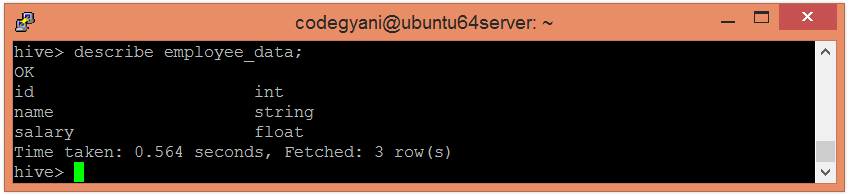 codegyani@ubuntu64server: ~
hive> describe employee_data;
OK
id                      int
name                    string
salary                  float
Time taken: 0.564 seconds, Fetched: 3 row(s)
hive>